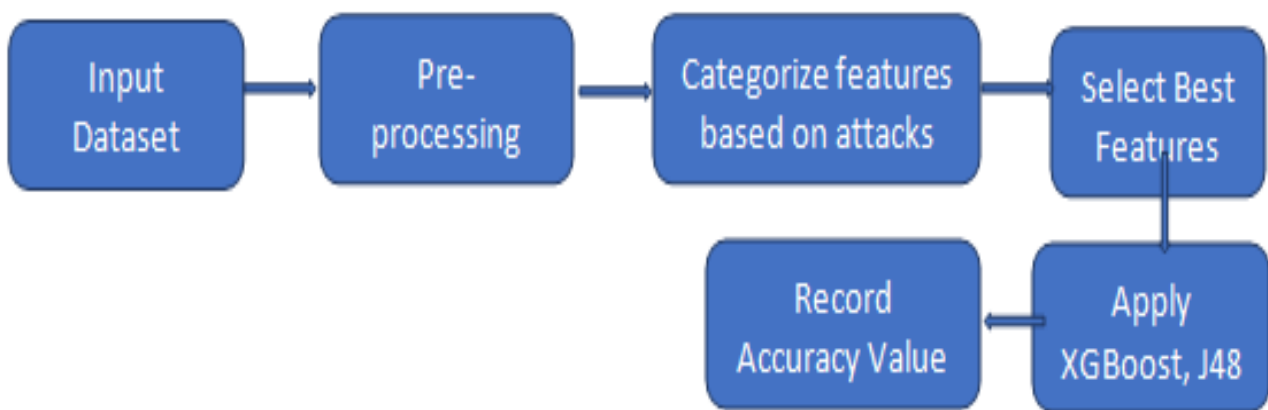 Input
Dataset
Pre-
processing
Categorize features
based on attacks
Select Best
Features
Apply
XGBoost, J48
Record
Accuracy Value